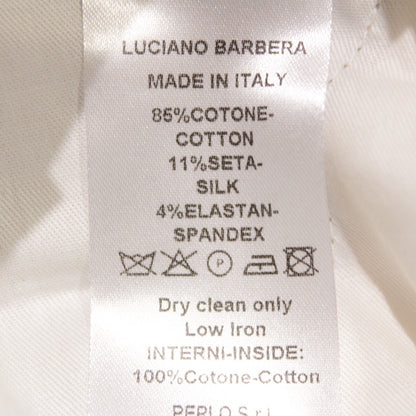 LUCIANO BARBERA
MADE IN ITALY
85%COTONE-
COTTON
11%SETA-
SILK
4%ELASTAN-
SPANDEX
P
Dry clean only
Low Iron
INTERNI-INSIDE:
100%Cotone-Cotton
PEPLO S.r.l.